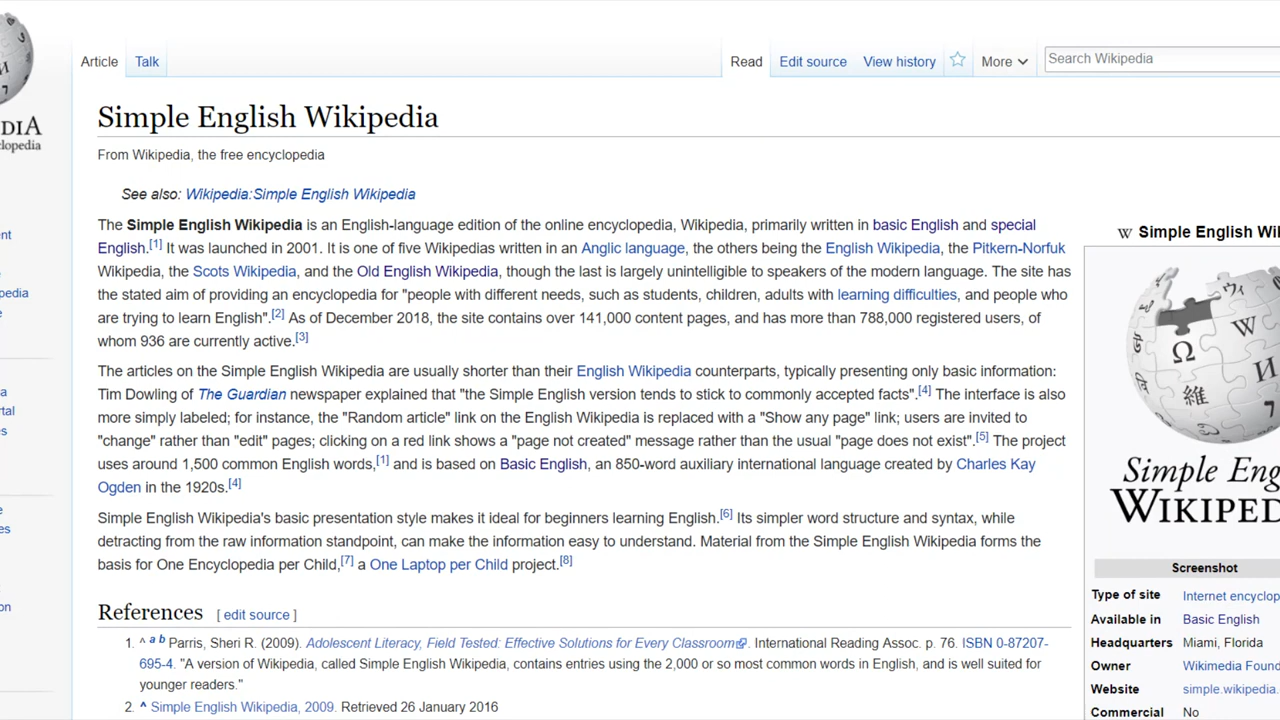 Article
Talk
Read
Edit source
View history
More
Search Wikipedia
DIA
clopedia
Simple English Wikipedia
From Wikipedia, the free encyclopedia
See also: Wikipedia:Simple English Wikipedia
The Simple English Wikipedia is an English-language edition of the online encyclopedia, Wikipedia, primarily written in basic English and special
English.[1] It was launched in 2001. It is one of five Wikipedias written in an Anglic language, the others being the English Wikipedia, the Pitkern-Norfuk
Wikipedia, the Scots Wikipedia, and the Old English Wikipedia, though the last is largely unintelligible to speakers of the modern language. The site has
the stated aim of providing an encyclopedia for "people with different needs, such as students, children, adults with learning difficulties, and people who
are trying to learn English".[2] As of December 2018, the site contains over 141,000 content pages, and has more than 788,000 registered users, of
whom 936 are currently active.[3]
The articles on the Simple English Wikipedia are usually shorter than their English Wikipedia counterparts, typically presenting only basic information:
Tim Dowling of The Guardian newspaper explained that "the Simple English version tends to stick to commonly accepted facts".[4] The interface is also
more simply labeled; for instance, the "Random article" link on the English Wikipedia is replaced with a "Show any page" link; users are invited to
"change" rather than "edit" pages; clicking on a red link shows a "page not created" message rather than the usual "page does not exist".[5] The project
uses around 1,500 common English words,[1] and is based on Basic English, an 850-word auxiliary international language created by Charles Kay
Ogden in the 1920s.[4]
Simple English Wikipedia's basic presentation style makes it ideal for beginners learning English.[6] Its simpler word structure and syntax, while
detracting from the raw information standpoint, can make the information easy to understand. Material from the Simple English Wikipedia forms the
basis for One Encyclopedia per Child,[7] a One Laptop per Child project.[8]
References [ edit source ]
1. ^ a b Parris, Sheri R. (2009). Adolescent Literacy, Field Tested: Effective Solutions for Every Classroom. International Reading Assoc. p. 76. ISBN 0-87207-
695-4. "A version of Wikipedia, called Simple English Wikipedia, contains entries using the 2,000 or so most common words in English, and is well suited for
younger readers."
2. ^ Simple English Wikipedia, 2009. Retrieved 26 January 2016
W Simple English Wil
Simple Eng
WIKIPED
Screenshot
Type of site Internet encyclop
Available in Basic English
Headquarters Miami, Florida
Owner Wikimedia Found
Website simple.wikipedia.
Commercial No